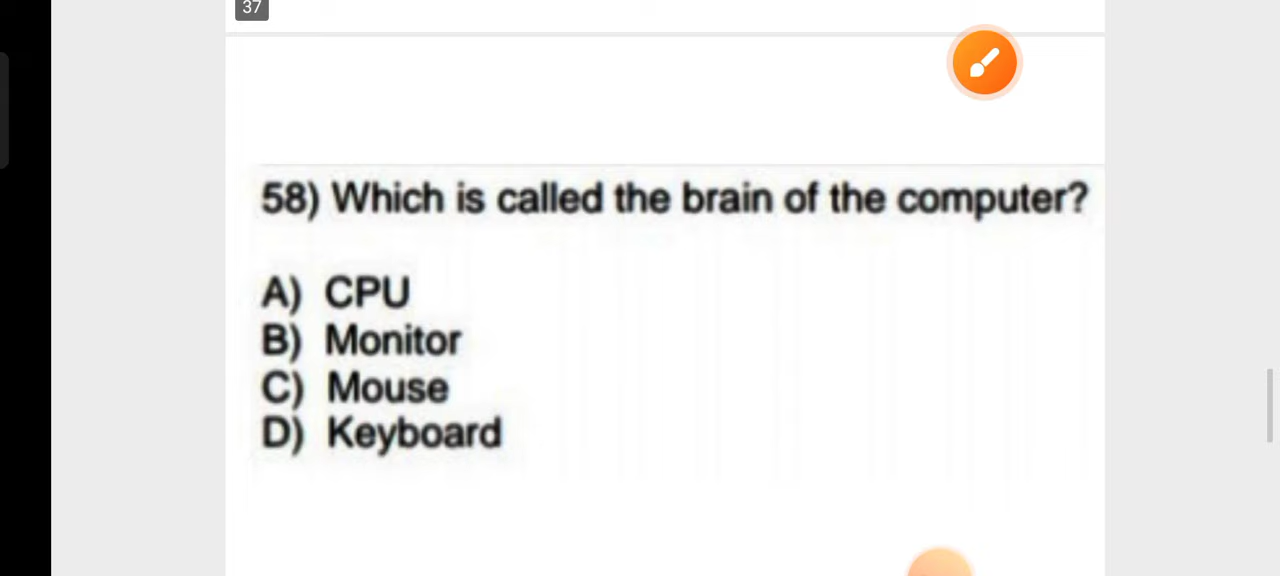 37
58) Which is called the brain of the computer?
A) CPU
B) Monitor
C) Mouse
D) Keyboard